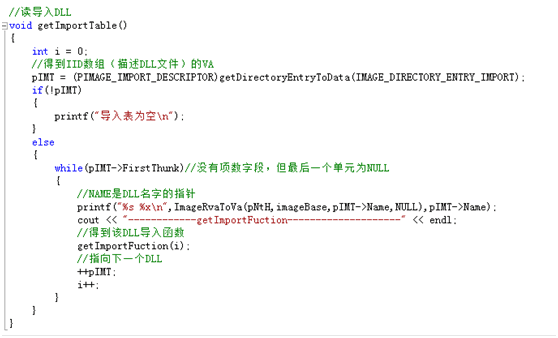 //读导入DLL
void getImportTable()
{
int i = 0;
//得到IID数组（描述DLL文件）的VA
pIMT = (PIMAGE_IMPORT_DESCRIPTOR)getDirectoryEntryToData(IMAGE_DIRECTORY_ENTRY_IMPORT);
if(!pIMT)
{
printf("导入表为空\n");
}
else
{
while(pIMT->FirstThunk)//没有项数字段，但最后一个单元为NULL
{
//NAME是DLL名字的指针
printf("%s %x\n",ImageRvaToVa(pNtH,imageBase,pIMT->Name,NULL),pIMT->Name);
cout << "------------getImportFuction--------------------" << endl;
//得到该DLL导入函数
getImportFuction(i);
//指向下一个DLL
++pIMT;
i++;
}
}
}